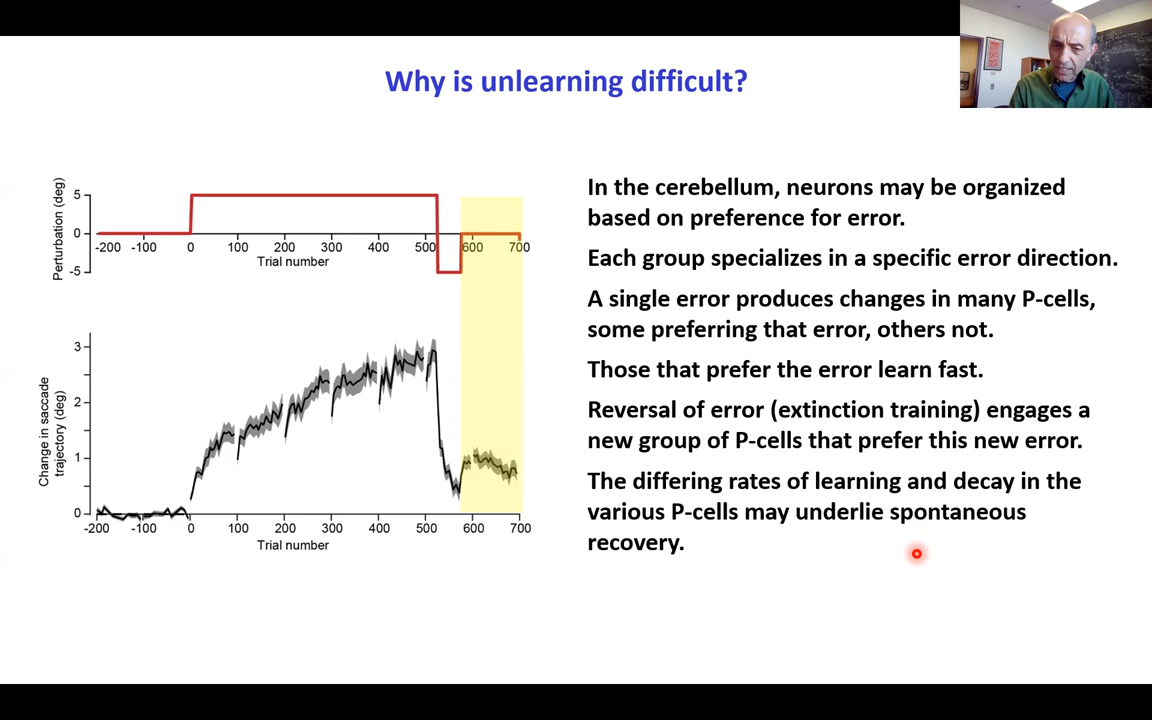 Why is unlearning difficult?
Perturbation (deg)
5
0
-5
-200 -100 0 100 200 300 400 500 600 700
Trial number
Change in saccade
trajectory (deg)
3
2
1
0
-200 -100 0 100 200 300 400 500 600 700
Trial number
In the cerebellum, neurons may be organized
based on preference for error.
Each group specializes in a specific error direction.
A single error produces changes in many P-cells,
some preferring that error, others not.
Those that prefer the error learn fast.
Reversal of error (extinction training) engages a
new group of P-cells that prefer this new error.
The differing rates of learning and decay in the
various P-cells may underlie spontaneous
recovery.